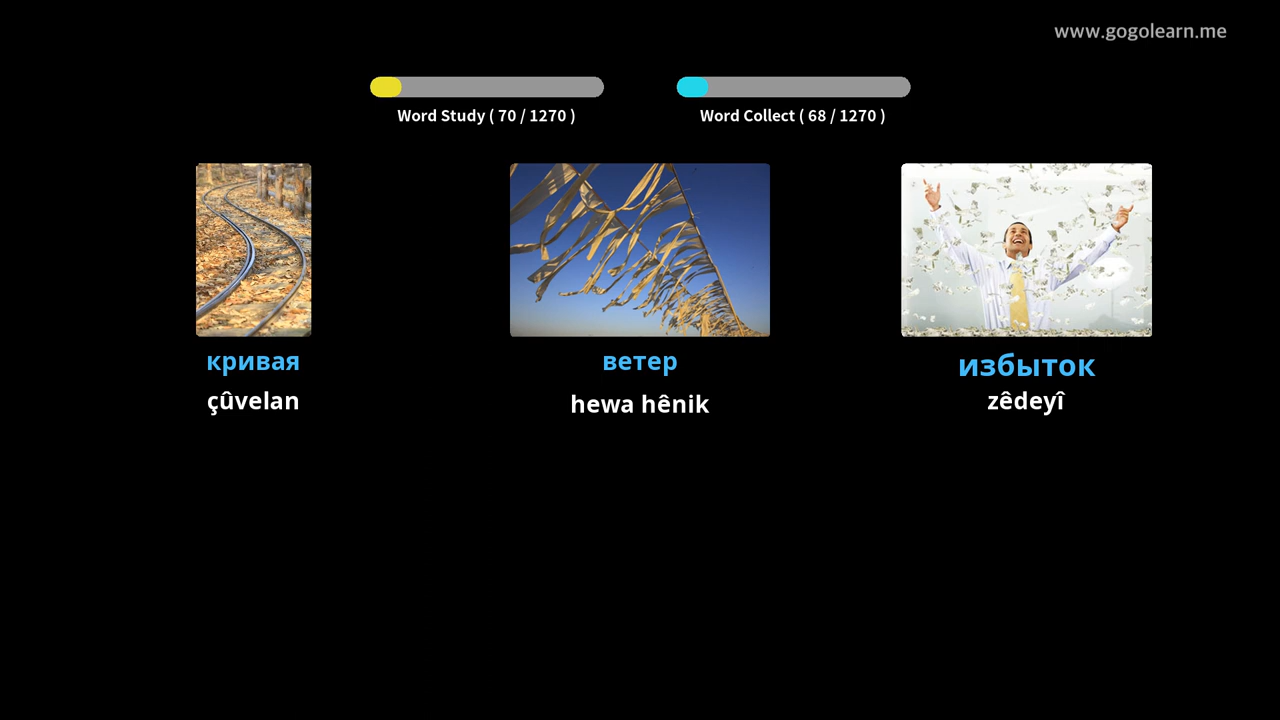 www.gogolearn.me
Word Study ( 70 / 1270 )
Word Collect ( 68 / 1270 )
кривая
ветер
избыток
çûvelan
hewa hênik
zêdeyî